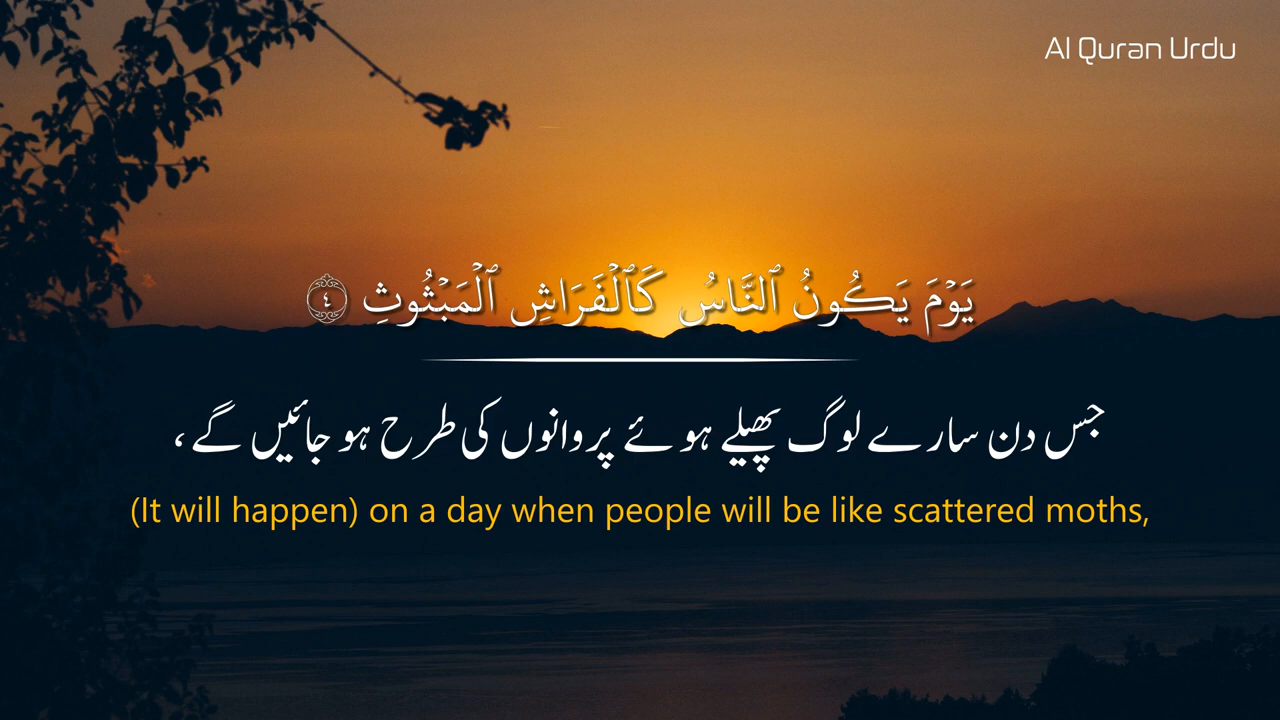 Al Quran Urdu
يَوْمَ يَكُونُ ٱلنَّاسُ كَٱلْفَرَاشِ ٱلْمَبْثُوثِ ٤
جس دن سارے لوگ پھیلے ہوئے پروانوں کی طرح ہو جائیں گے ،
(It will happen) on a day when people will be like scattered moths,